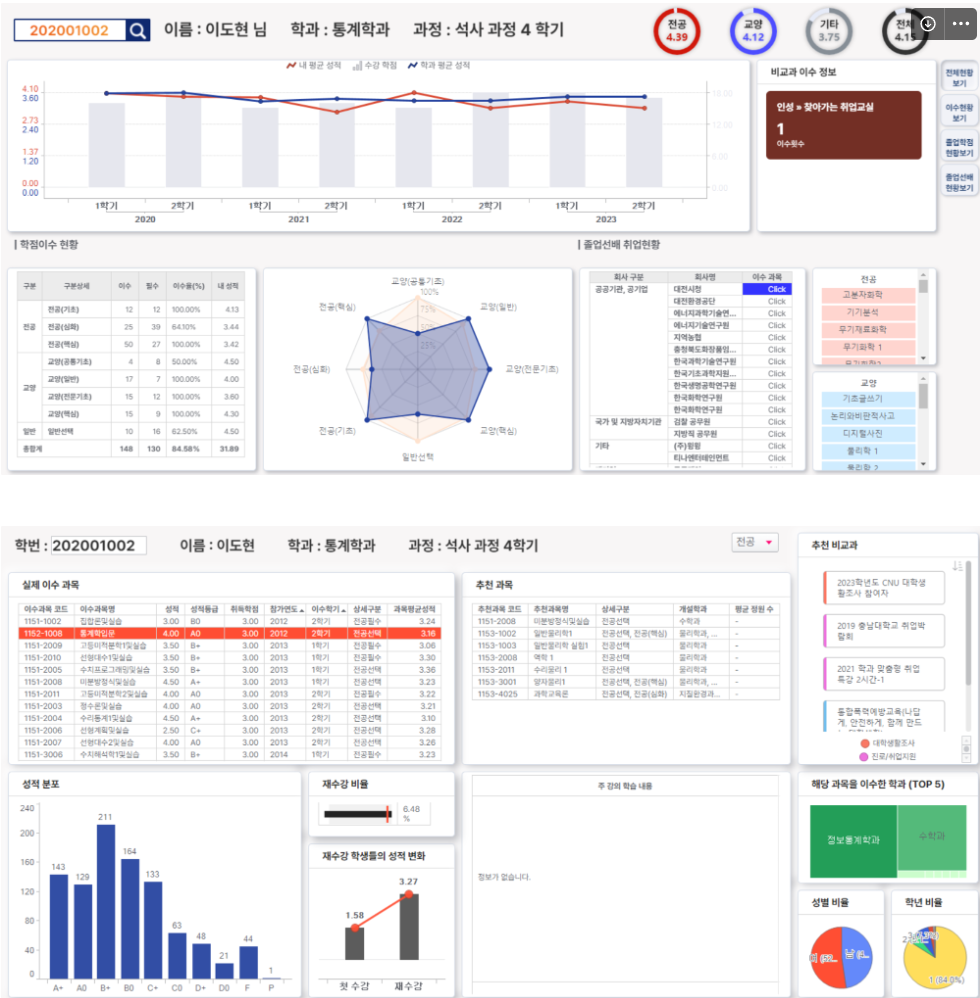 202001002 이름 : 이도현 님 학과 : 통계학과 과정 : 석사 과정 4 학기
전공 4.39
교양 4.12
기타 3.75
전체 4.15
내 평균 성적 수강 학점 학과 평균 성적
4.10
3.60
2.73
2.40
1.37
1.20
0.00
0.00
18.00
12.00
6.00
0.00
1학기 2학기 1학기 2학기 1학기 2학기 1학기 2학기
2020 2021 2022 2023
비교과 이수 정보
인성 » 찾아가는 취업교실
1
이수횟수
전체현황 보기
이수현황 보기
졸업학점 현황보기
졸업선배 현황보기
학점이수 현황
구분 구분상세 이수 필수 이수율(%) 내 성적
전공 전공(기초) 12 12 100.00% 4.13
전공(심화) 25 39 64.10% 3.44
전공(핵심) 50 27 100.00% 3.42
교양 교양(공통기초) 4 8 50.00% 4.50
교양(일반) 17 7 100.00% 4.00
교양(전문기초) 15 12 100.00% 3.60
교양(핵심) 15 9 100.00% 4.30
일반 일반선택 10 16 62.50% 4.50
총합계 148 130 84.58% 31.89
교양(공통기초)
100%
75%
50%
25%
전공(핵심) 교양(일반)
전공(심화) 교양(전문기초)
전공(기초) 교양(핵심)
일반선택
졸업선배 취업현황
회사 구분 회사명 이수 과목
공공기관, 공기업 대전시청 Click
대전환경공단 Click
에너지과학기술연... Click
에너지기술연구원 Click
지역농협 Click
충청북도화장품임... Click
한국과학기술연구원 Click
한국기초과학지원... Click
한국생명공학연구원 Click
한국화학연구원 Click
한국화학연구원 Click
국가 및 지방자치기관 검찰 공무원 Click
지방직 공무원 Click
기타 (주)윙윙 Click
티나엔터테인먼트 Click
전공
고분자화학
기기분석
무기재료화학
무기화학 1
무기화학2
교양
기초글쓰기
논리와비판적사고
디지털사진
물리학 1
물리학 2
학번 : 202001002 이름 : 이도현 학과 : 통계학과 과정 : 석사 과정 4학기
전공
실제 이수 과목
이수과목 코드 이수과목명 성적 성적등급 취득학점 참가연도 이수학기 상세구분 과목평균성적
1151-1002 집합론및실습 3.00 B0 3.00 2012 2학기 전공필수 3.24
1152-1008 통계학입문 4.00 A0 3.00 2012 2학기 전공선택 3.16
1151-2009 고등미적분학1및실습 3.50 B+ 3.00 2013 1학기 전공필수 3.06
1151-2010 선형대수1및실습 3.50 B+ 3.00 2013 1학기 전공필수 3.30
1151-2005 수치프로그래밍및실습 3.50 B+ 3.00 2013 1학기 전공선택 3.36
1151-2008 미분방정식및실습 4.50 A+ 3.00 2013 1학기 전공선택 3.23
1151-2011 고등미적분학2및실습 4.00 A0 3.00 2013 2학기 전공필수 3.22
1151-2003 정수론및실습 4.00 A0 3.00 2013 2학기 전공선택 3.21
1151-2004 수리통계1및실습 4.50 A+ 3.00 2013 2학기 전공선택 3.10
1151-2006 선형계획및실습 2.50 C+ 3.00 2013 2학기 전공선택 3.28
1151-2007 선형대수2및실습 4.00 A0 3.00 2013 2학기 전공선택 3.26
1151-3006 수치해석학1및실습 3.50 B+ 3.00 2014 1학기 전공필수 3.23
추천 과목
추천과목 코드 추천과목명 상세구분 개설학과 평균 정원 수
1151-2008 미분방정식및실습 전공선택 수학과 -
1153-1002 일반물리학1 전공선택, 전공(핵심) 물리학과, ... -
1153-1003 일반물리학 실험1 전공선택 물리학과, ... -
1153-2008 역학 1 전공선택 물리학과 -
1153-2011 수리물리 1 전공선택 물리학과 -
1153-3001 양자물리1 전공선택, 전공(핵심) 물리학과, ... -
1153-4025 과학교육론 전공선택, 전공(심화) 지질환경과... -
추천 비교과
2023학년도 CNU 대학생
활조사 참여자
2019 충남대학교 취업박
람회
2021 학과 맞춤형 취업
특강 2시간-1
통합폭력예방교육(나답
게, 안전하게, 함께 만드
대학생활조사
진로/취업지원
성적 분포
240
200
160
120
80
40
0
143 129 211 164 133 63 48 21 44 1
A+ A0 B+ B0 C+ C0 D+ D0 F P
재수강 비율
6.48
%
재수강 학생들의 성적 변화
1.58
3.27
첫 수강 재수강
주 강의 학습 내용
정보가 없습니다.
해당 과목을 이수한 학과 (TOP 5)
정보통계학과 수학과
성별 비율
학년 비율
1 (84.0%)